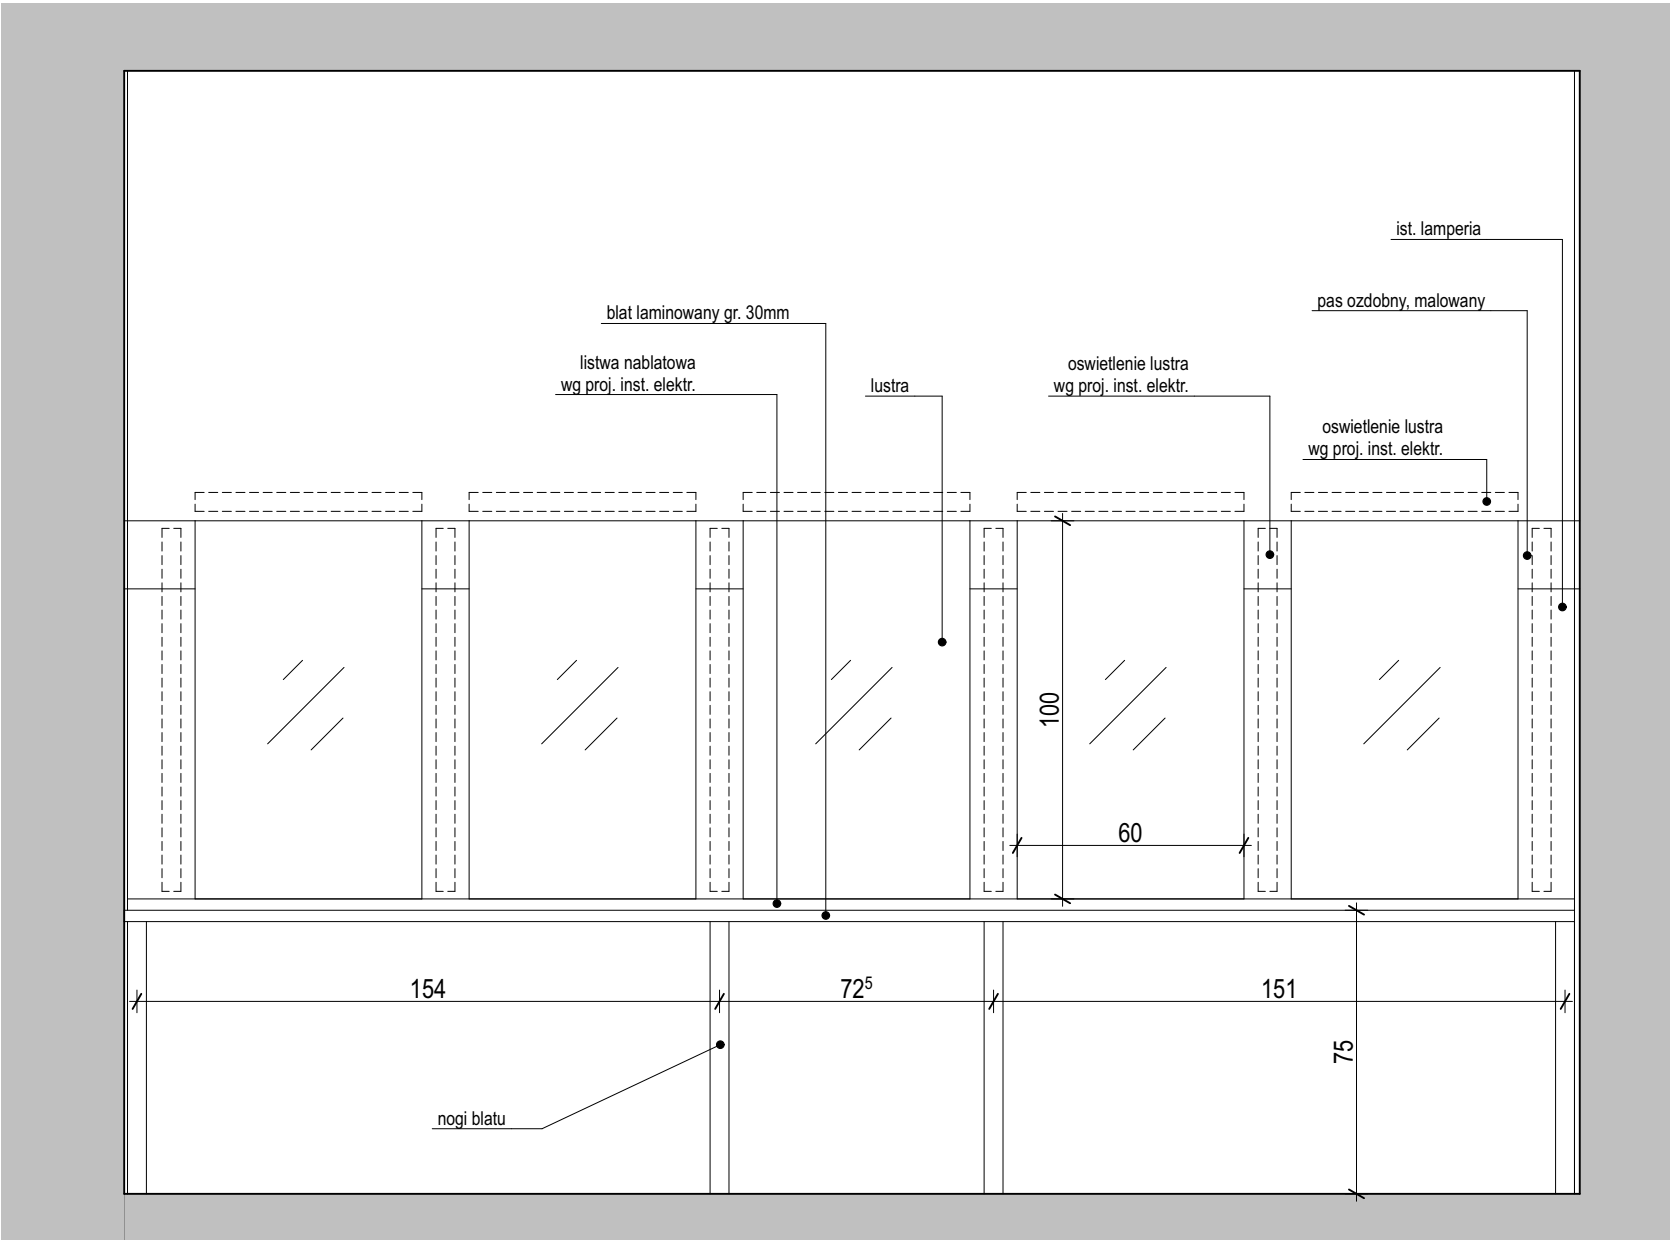 ist. lamperia
pas ozdobny, malowany
blat laminowany gr. 30mm
listwa nablatowa
wg proj. inst. elektr.
lustra
oswietlenie lustra
wg proj. inst. elektr.
oswietlenie lustra
wg proj. inst. elektr.
100
60
154
72⁵
151
75
nogi blatu